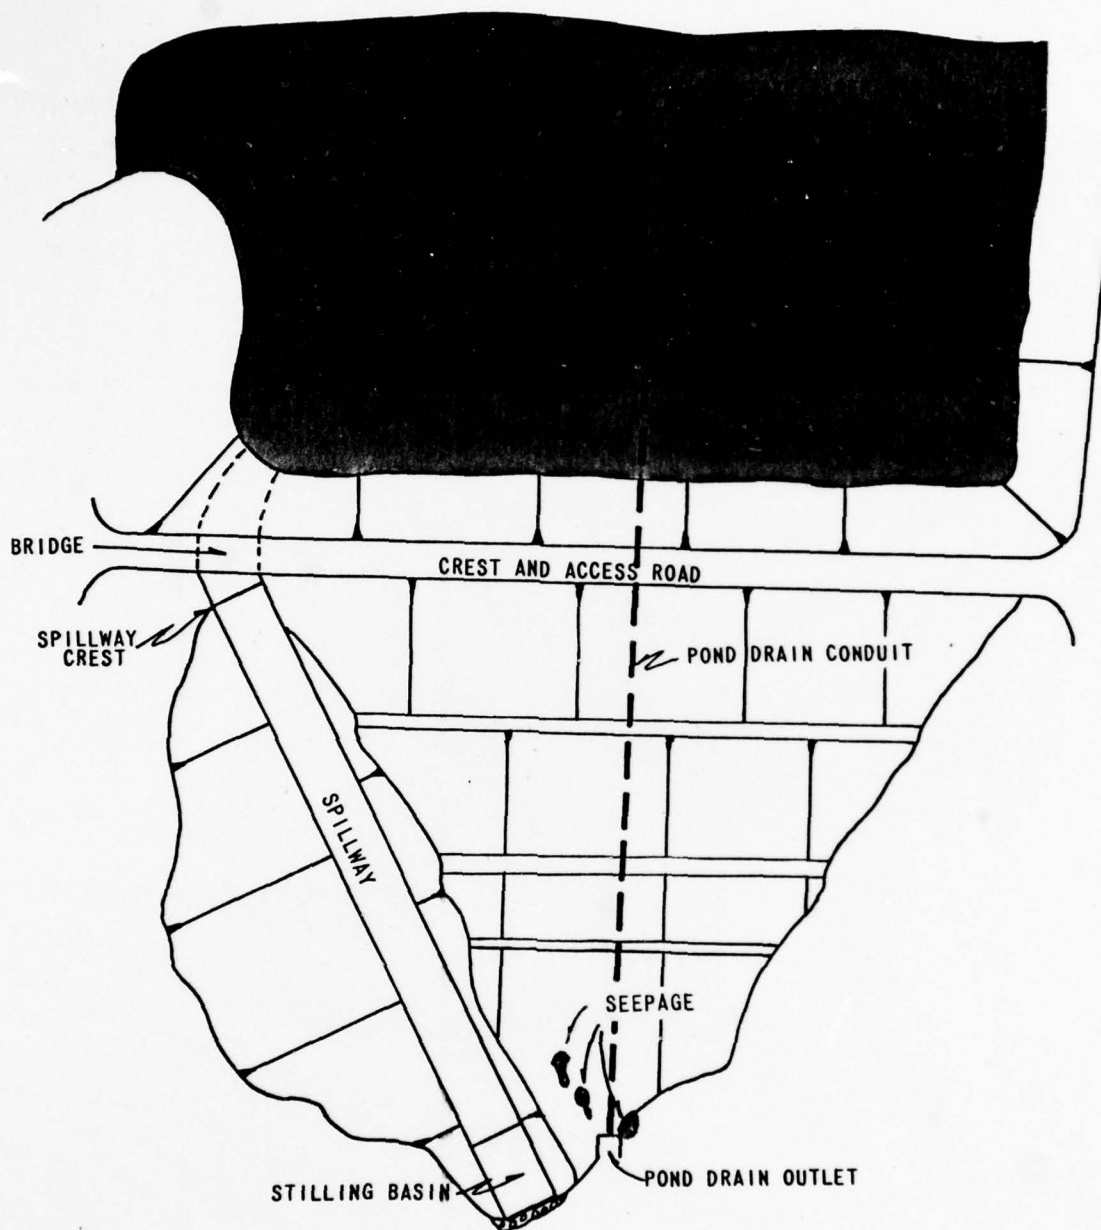 BRIDGE
CREST AND ACCESS ROAD
SPILLWAY
CREST
POND DRAIN CONDUIT
SPILLWAY
SEEPAGE
STILLING BASIN
POND DRAIN OUTLET